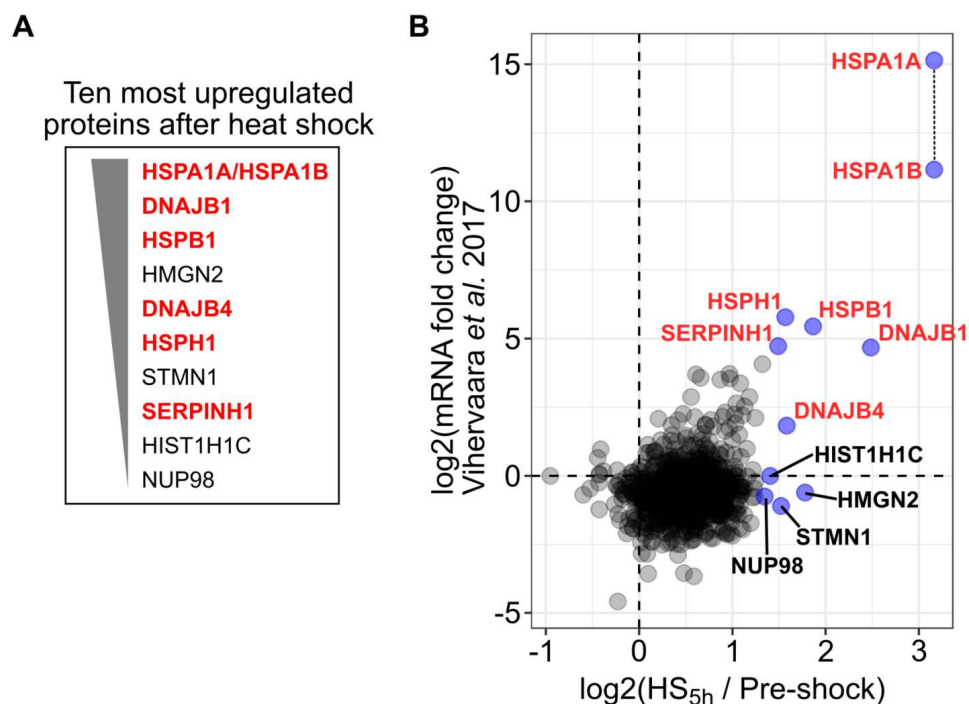 A
Ten most upregulated
proteins after heat shock
HSPA1A/HSPA1B
DNAJB1
HSPB1
HMGN2
DNAJB4
HSPH1
STMN1
SERPINH1
HIST1H1C
NUP98
B
log2(mRNA fold change)
Vihervaara et al. 2017
15
10
5
0
-5
HSPA1A
HSPA1B
HSPH1
HSPB1
SERPINH1
DNAJB1
DNAJB4
HIST1H1C
HMGN2
STMN1
NUP98
-1
0
1
2
3
log2(HS5h / Pre-shock)